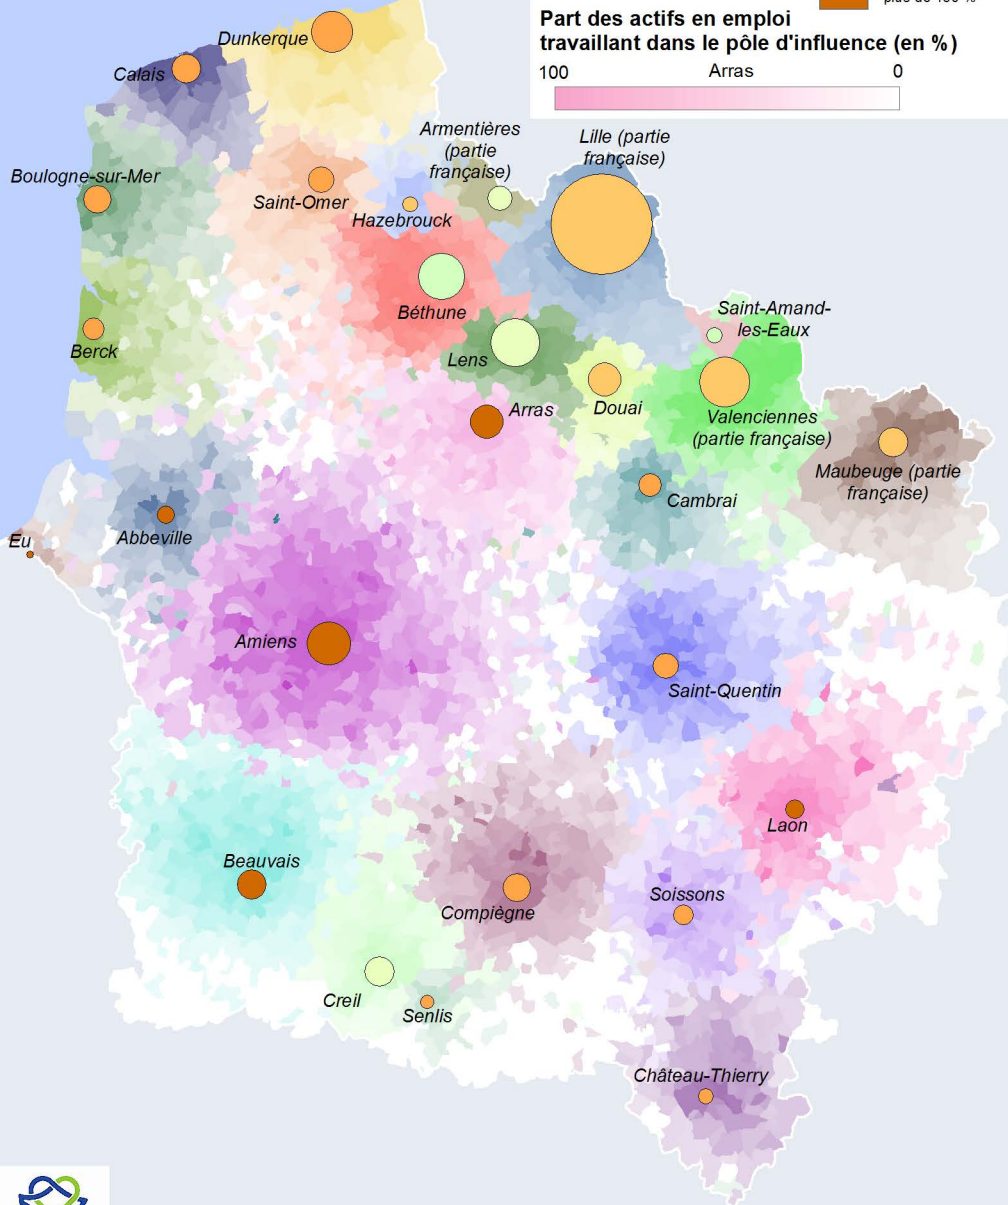 plus de 150 %
Part des actifs en emploi
travaillant dans le pôle d'influence (en %)
100
Arras
0
Dunkerque
Calais
Armentières
(partie
française)
Lille (partie
française)
Boulogne-sur-Mer
Saint-Omer
Hazebrouck
Béthune
Saint-Amand-
les-Eaux
Berck
Lens
Arras
Douai
Valenciennes
(partie française)
Maubeuge (partie
française)
Cambrai
Abbeville
Eu
Amiens
Saint-Quentin
Laon
Beauvais
Soissons
Compiègne
Creil
Senlis
Château-Thierry